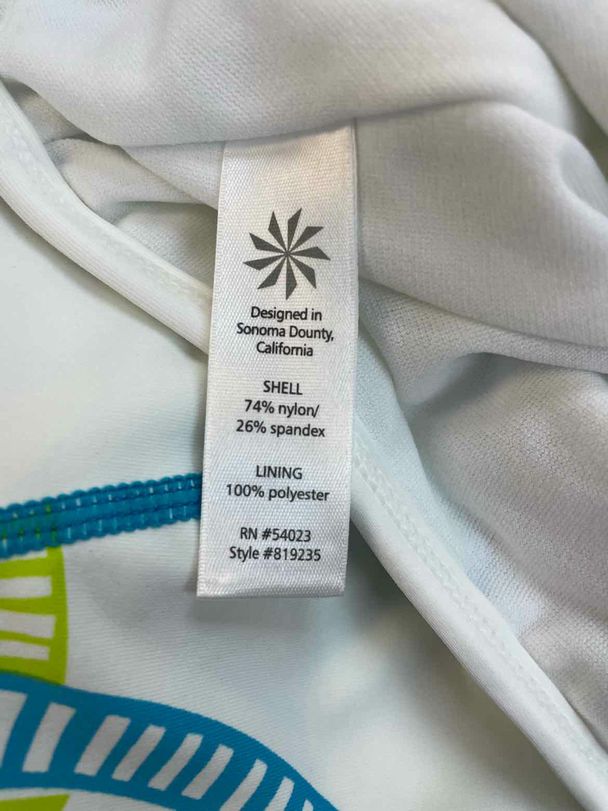 Designed in
Sonoma Dounty,
California
SHELL
74% nylon/
26% spandex
LINING
100% polyester
RN #54023
Style #819235